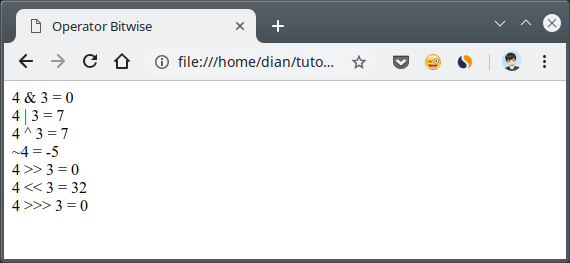 Operator Bitwise
file:///home/dian/tuto...
4 & 3 = 0
4 | 3 = 7
4 ^ 3 = 7
~4 = -5
4 >> 3 = 0
4 << 3 = 32
4 >>> 3 = 0